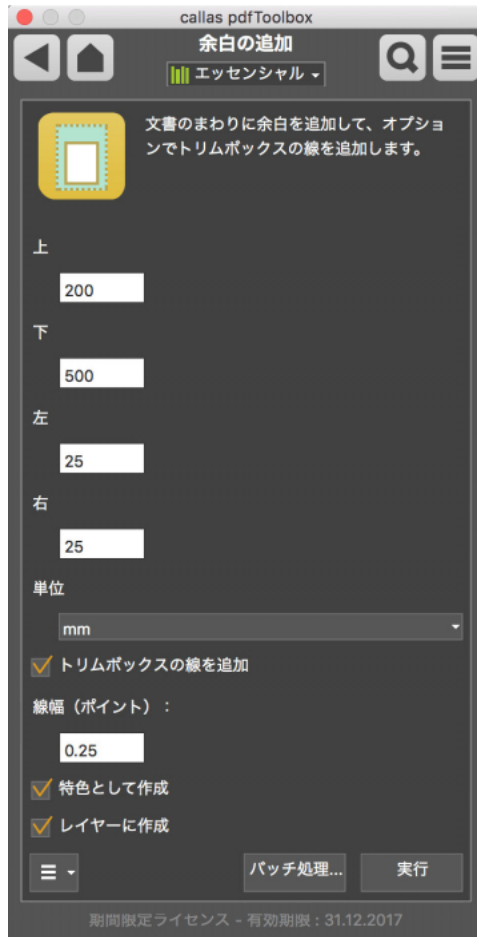 callas pdfToolbox
余白の追加
エッセンシャル
文書のまわりに余白を追加して、オプショ
ンでトリムボックスの線を追加します。
上
200
下
500
左
25
右
25
単位
mm
トリムボックスの線を追加
線幅（ポイント）：
0.25
特色として作成
レイヤーに作成
バッチ処理... 実行
期間限定ライセンス - 有効期限 : 31.12.2017